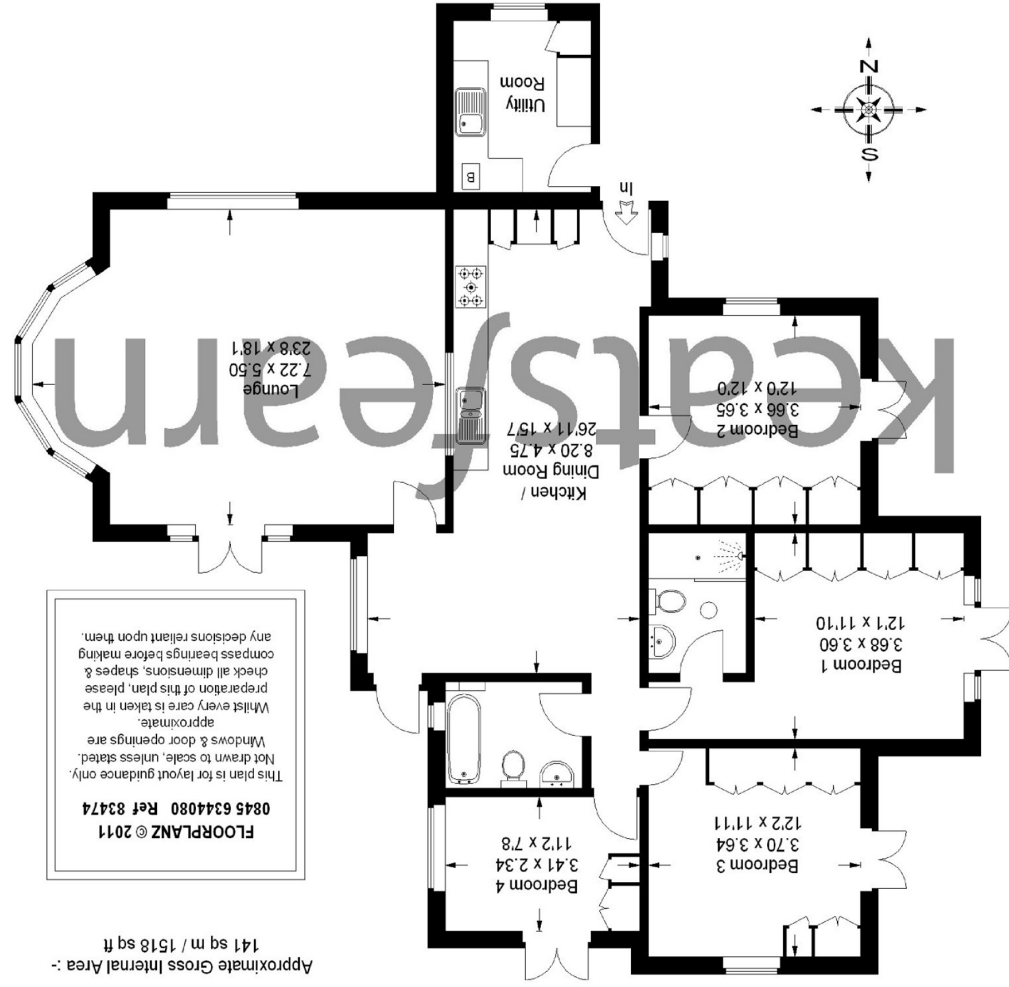 Approximate Gross Internal Area :-
141 sq m / 1518 sq ft
Bedroom 3
3.70 x 3.64
12'2 x 11'11
Bedroom 4
3.41 x 2.34
11'2 x 7'8
FLOORPLANZ © 2011
0845 6344080 Ref 83474
This plan is for layout guidance only.
Not drawn to scale, unless stated.
Windows & door openings are
approximate.
Whilst every care is taken in the
preparation of this plan, please
check all dimensions, shapes &
compass bearings before making
any decisions reliant upon them.
Bedroom 1
3.68 x 3.60
12'1 x 11'10
Kitchen /
Dining Room
8.20 x 4.75
26'11 x 15'7
Bedroom 2
3.66 x 3.65
12'0 x 12'0
Lounge
7.22 x 5.50
23'8 x 18'1
keatsfearn
In
B
Utility
Room
S
N